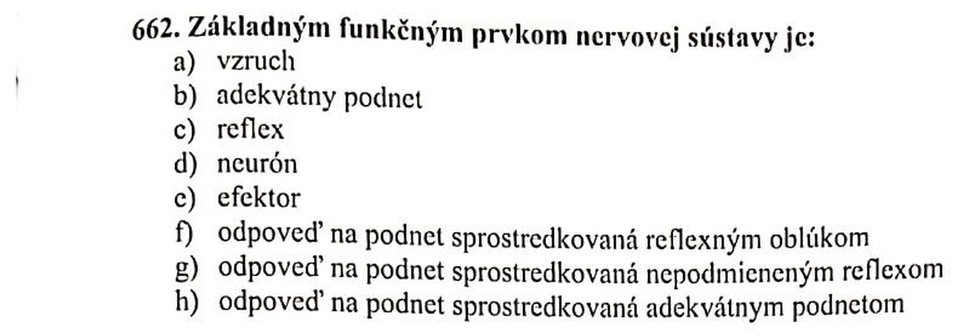 662. Základným funkčným prvkom nervovej sústavy je:
a) vzruch
b) adekvátny podnet
c) reflex
d) neurón
e) efektor
f) odpoveď na podnet sprostredkovaná reflexným oblúkom
g) odpoveď na podnet sprostredkovaná nepodmieneným reflexom
h) odpoveď na podnet sprostredkovaná adekvátnym podnetom